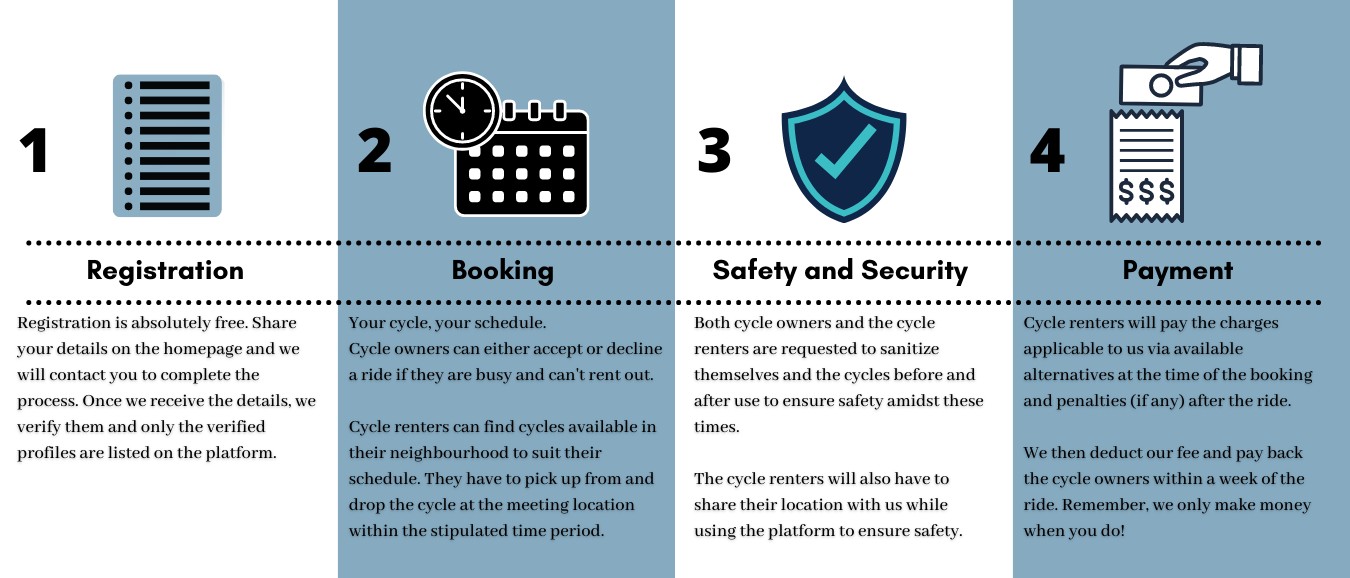 1
Registration
Registration is absolutely free. Share
your details on the homepage and we
will contact you to complete the
process. Once we receive the details, we
verify them and only the verified
profiles are listed on the platform.
2
Booking
Your cycle, your schedule.
Cycle owners can either accept or decline
a ride if they are busy and can't rent out.
Cycle renters can find cycles available in
their neighbourhood to suit their
schedule. They have to pick up from and
drop the cycle at the meeting location
within the stipulated time period.
3
Safety and Security
Both cycle owners and the cycle
renters are requested to sanitize
themselves and the cycles before and
after use to ensure safety amidst these
times.
The cycle renters will also have to
share their location with us while
using the platform to ensure safety.
4
$$$
Payment
Cycle renters will pay the charges
applicable to us via available
alternatives at the time of the booking
and penalties (if any) after the ride.
We then deduct our fee and pay back
the cycle owners within a week of the
ride. Remember, we only make money
when you do!